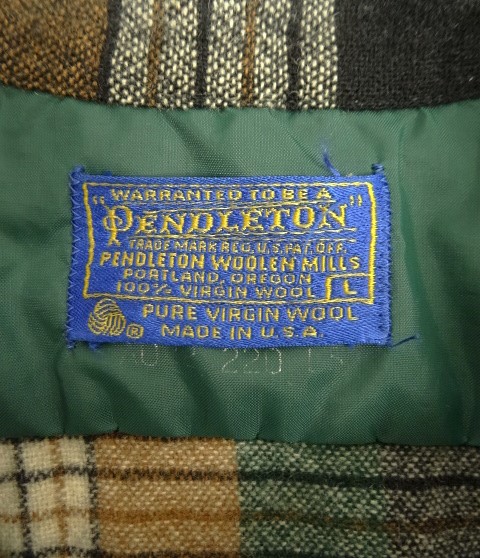 WARRANTED TO BE A
"PENDLETON"
TRADE MARK REG. U.S. PAT. OFF.
PENDLETON WOOLEN MILLS
PORTLAND, OREGON
100% VIRGIN WOOL L
® PURE VIRGIN WOOL
MADE IN U.S.A.
220